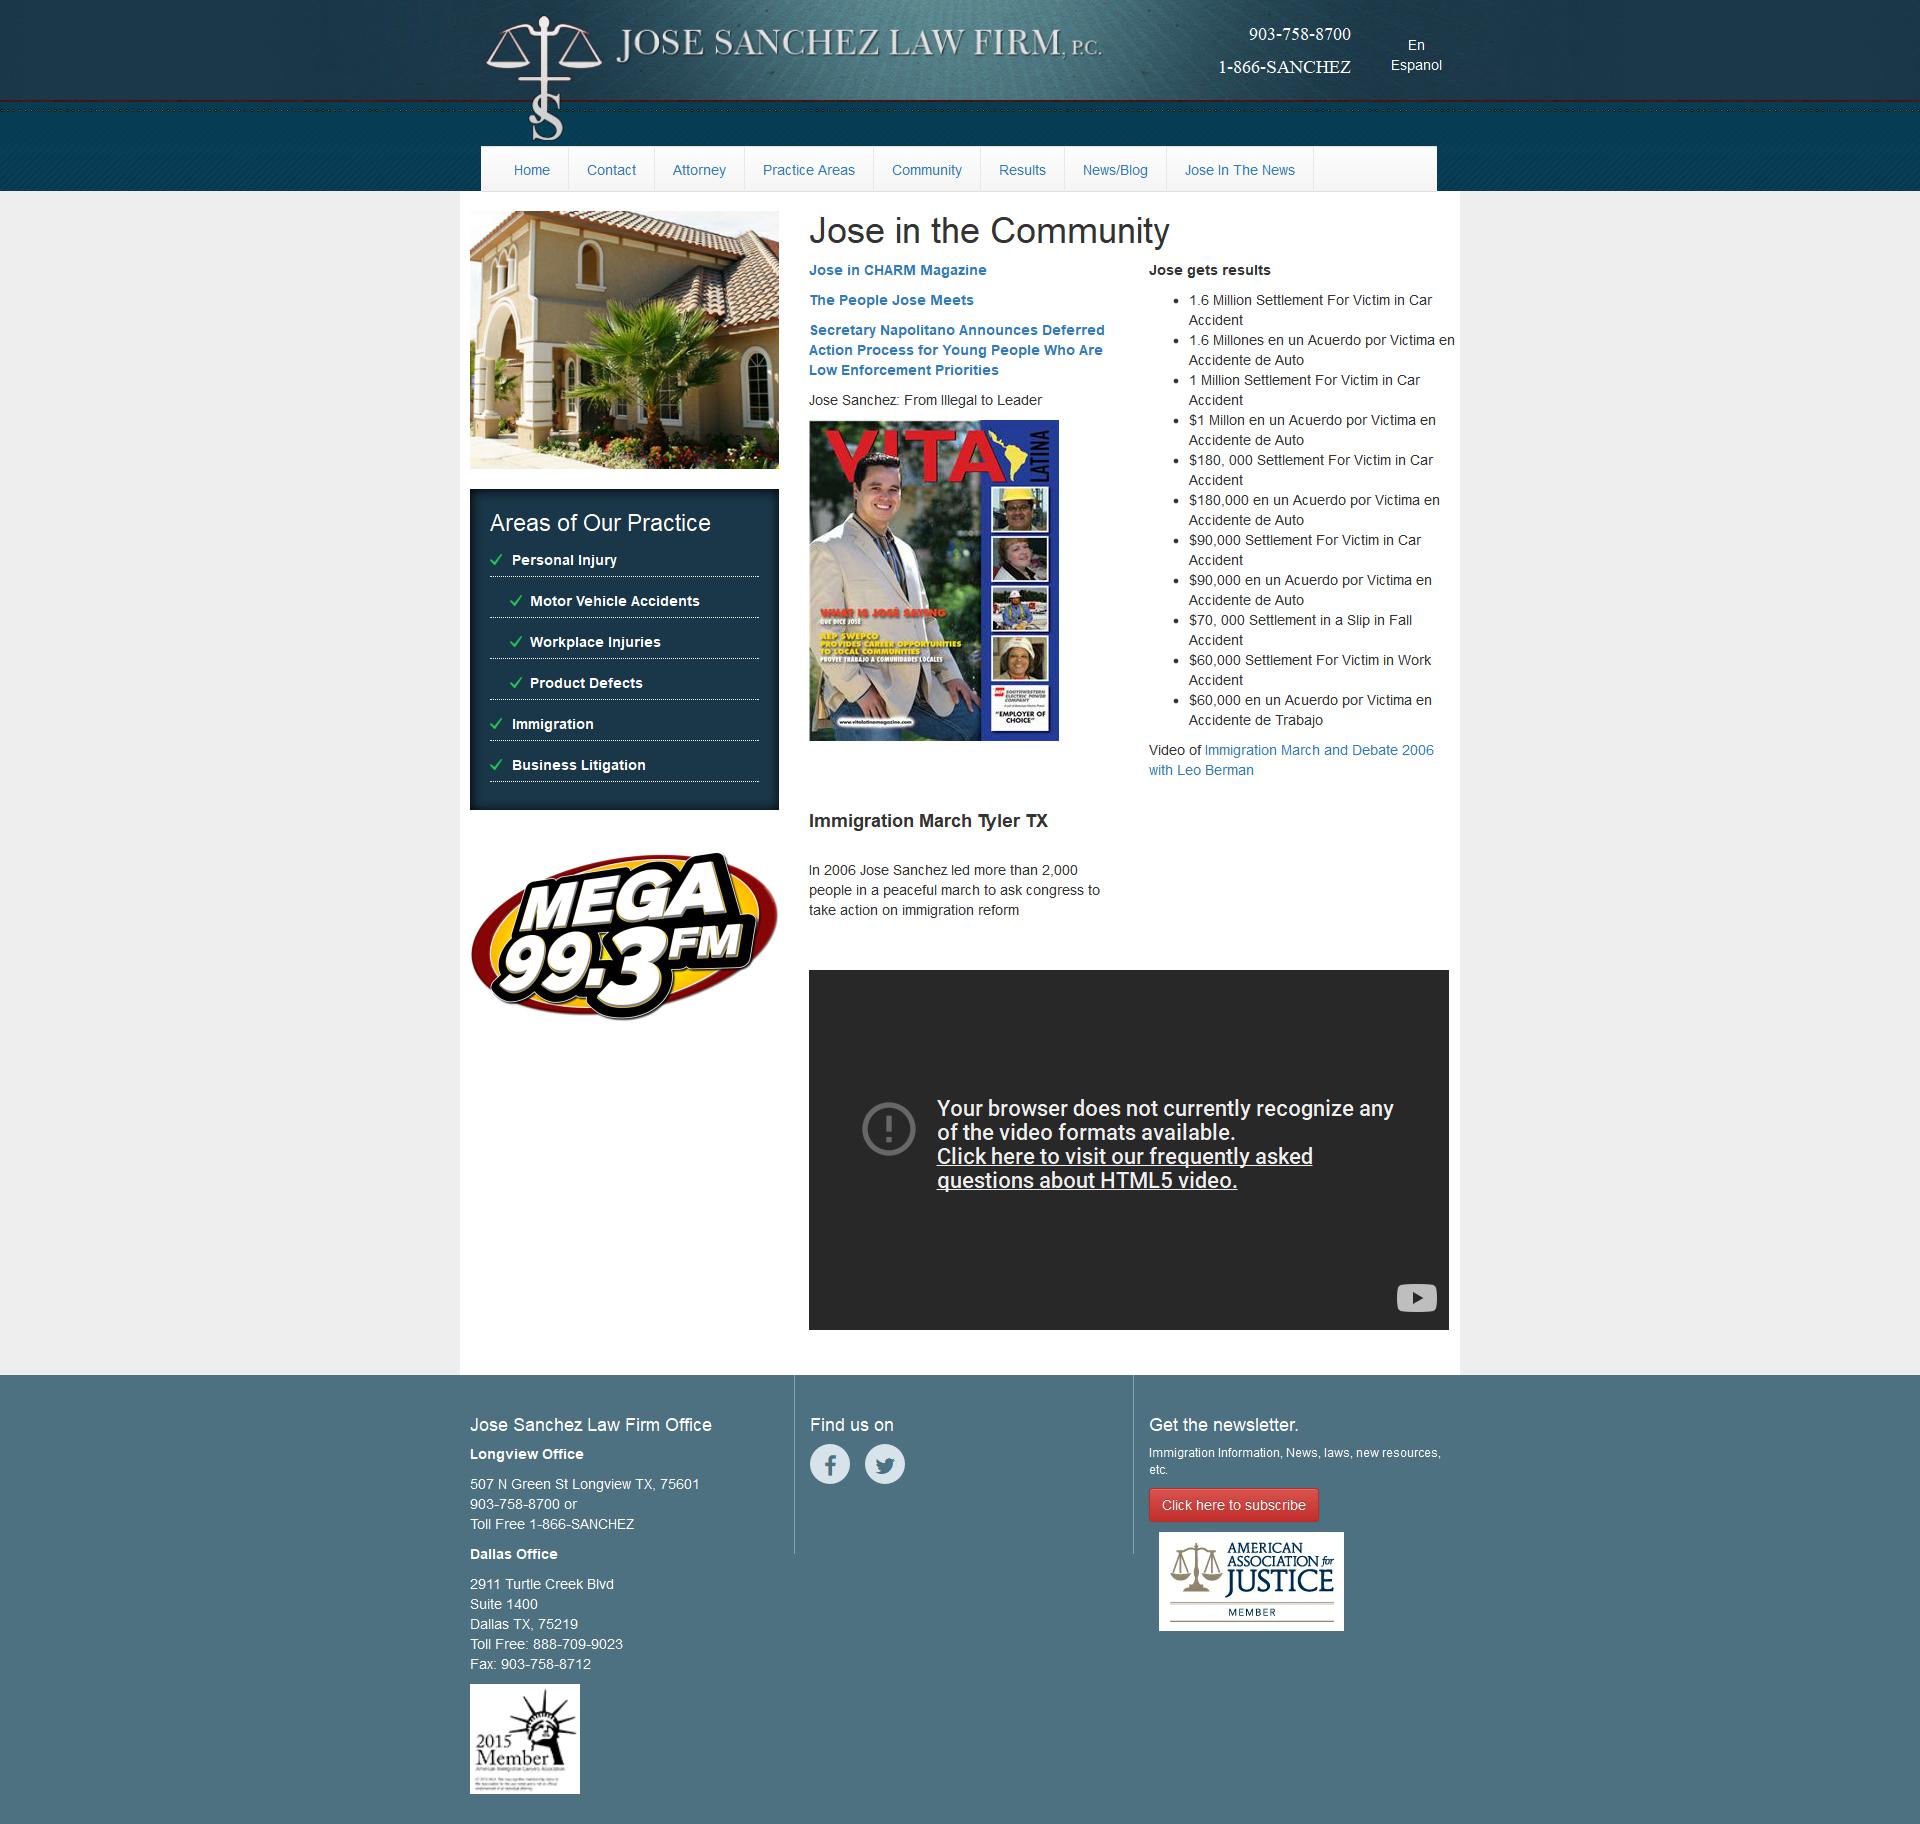 JOSE SANCHEZ LAW FIRM, P.C.
903-758-8700
1-866-SANCHEZ
En
Espanol
JS
Home
Contact
Attorney
Practice Areas
Community
Results
News/Blog
Jose In The News
Jose in the Community
Jose in CHARM Magazine
The People Jose Meets
Secretary Napolitano Announces Deferred
Action Process for Young People Who Are
Low Enforcement Priorities
Jose Sanchez: From Illegal to Leader
VITA
LATINA
WHAT IS JOSÉ SAYING
QUE DICE JOSÉ
AEP SWEPCO
PROVIDES CAREER OPPORTUNITIES
TO LOCAL COMMUNITIES
PROVEE TRABAJO A COMUNIDADES LOCALES
www.vitalatinamagazine.com
SOUTHWESTERN
ELECTRIC POWER
COMPANY
"EMPLOYER OF
CHOICE"
Jose gets results
1.6 Million Settlement For Victim in Car
Accident
1.6 Millones en un Acuerdo por Victima en
Accidente de Auto
1 Million Settlement For Victim in Car
Accident
$1 Millon en un Acuerdo por Victima en
Accidente de Auto
$180, 000 Settlement For Victim in Car
Accident
$180,000 en un Acuerdo por Victima en
Accidente de Auto
$90,000 Settlement For Victim in Car
Accident
$90,000 en un Acuerdo por Victima en
Accidente de Auto
$70, 000 Settlement in a Slip in Fall
Accident
$60,000 Settlement For Victim in Work
Accident
$60,000 en un Acuerdo por Victima en
Accidente de Trabajo
Video of Immigration March and Debate 2006
with Leo Berman
Areas of Our Practice
Personal Injury
Motor Vehicle Accidents
Workplace Injuries
Product Defects
Immigration
Business Litigation
MEGA
99.3 FM
Immigration March Tyler TX
In 2006 Jose Sanchez led more than 2,000
people in a peaceful march to ask congress to
take action on immigration reform
Your browser does not currently recognize any
of the video formats available.
Click here to visit our frequently asked
questions about HTML5 video.
Jose Sanchez Law Firm Office
Longview Office
507 N Green St Longview TX, 75601
903-758-8700 or
Toll Free 1-866-SANCHEZ
Dallas Office
2911 Turtle Creek Blvd
Suite 1400
Dallas TX, 75219
Toll Free: 888-709-9023
Fax: 903-758-8712
2015
Member
American Immigration Lawyers Association
Find us on
Get the newsletter.
Immigration Information, News, laws, new resources,
etc.
Click here to subscribe
AMERICAN
ASSOCIATION for
JUSTICE
MEMBER